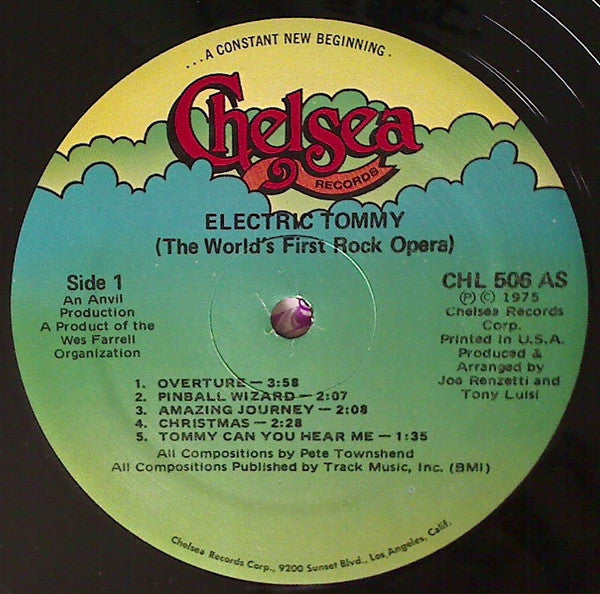 ...A CONSTANT NEW BEGINNING.
Chelsea
RECORDS
ELECTRIC TOMMY
(The World's First Rock Opera)
Side 1
An Anvil
Production
A Product of the
Wes Farrell
Organization
CHL 506 AS
Ⓟ © 1975
Chelsea Records
Corp.
Printed in U.S.A.
Produced &
Arranged by
Joe Renzetti and
Tony Luisi
1. OVERTURE — 3:58
2. PINBALL WIZARD — 2:07
3. AMAZING JOURNEY — 2:08
4. CHRISTMAS — 2:28
5. TOMMY CAN YOU HEAR ME — 1:35
All Compositions by Pete Townshend
All Compositions Published by Track Music, Inc. (BMI)
Chelsea Records Corp., 9200 Sunset Blvd., Los Angeles, Calif.